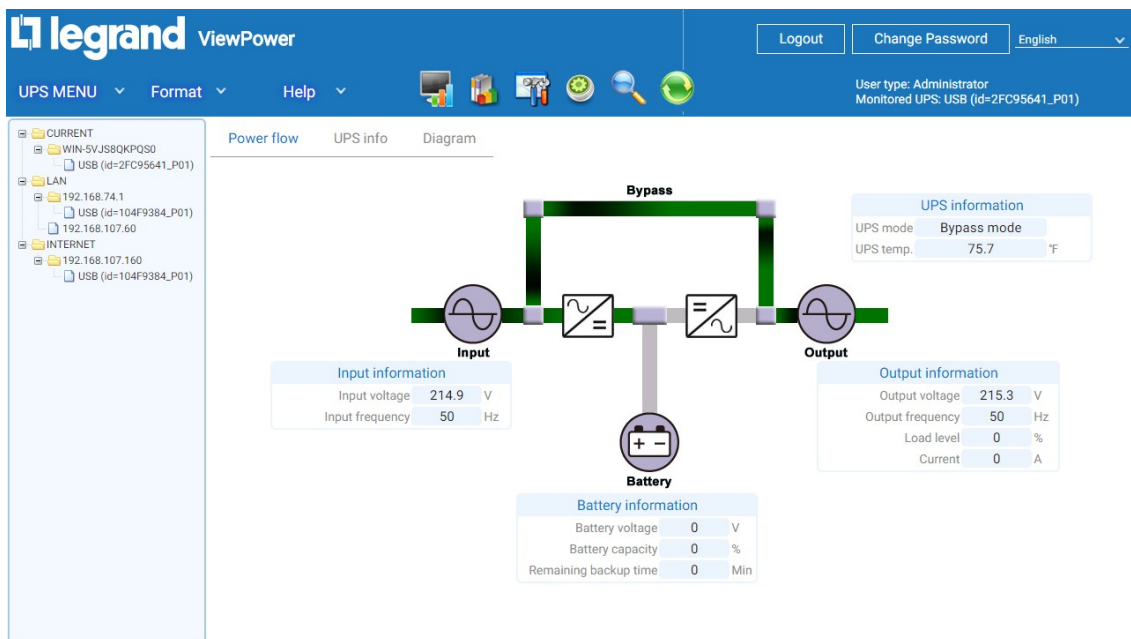 legrand ViewPower
Logout
Change Password
English
UPS MENU
Format
Help
User type: Administrator
Monitored UPS: USB (id=2FC95641_P01)
CURRENT
WIN-5VJS8QKPQS0
USB (id=2FC95641_P01)
LAN
192.168.74.1
USB (id=104F9384_P01)
192.168.107.60
INTERNET
192.168.107.160
USB (id=104F9384_P01)
Power flow
UPS info
Diagram
Bypass
UPS information
UPS mode Bypass mode
UPS temp. 75.7 °F
Input
Output
Input information
Input voltage 214.9 V
Input frequency 50 Hz
Output information
Output voltage 215.3 V
Output frequency 50 Hz
Load level 0 %
Current 0 A
Battery
Battery information
Battery voltage 0 V
Battery capacity 0 %
Remaining backup time 0 Min